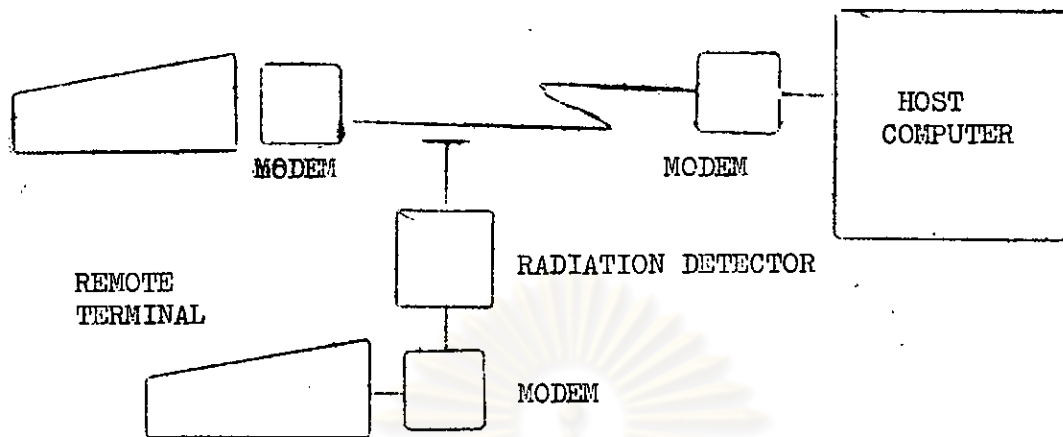 HOST
COMPUTER
MODEM
MODEM
RADIATION DETECTOR
REMOTE
TERMINAL
MODEM